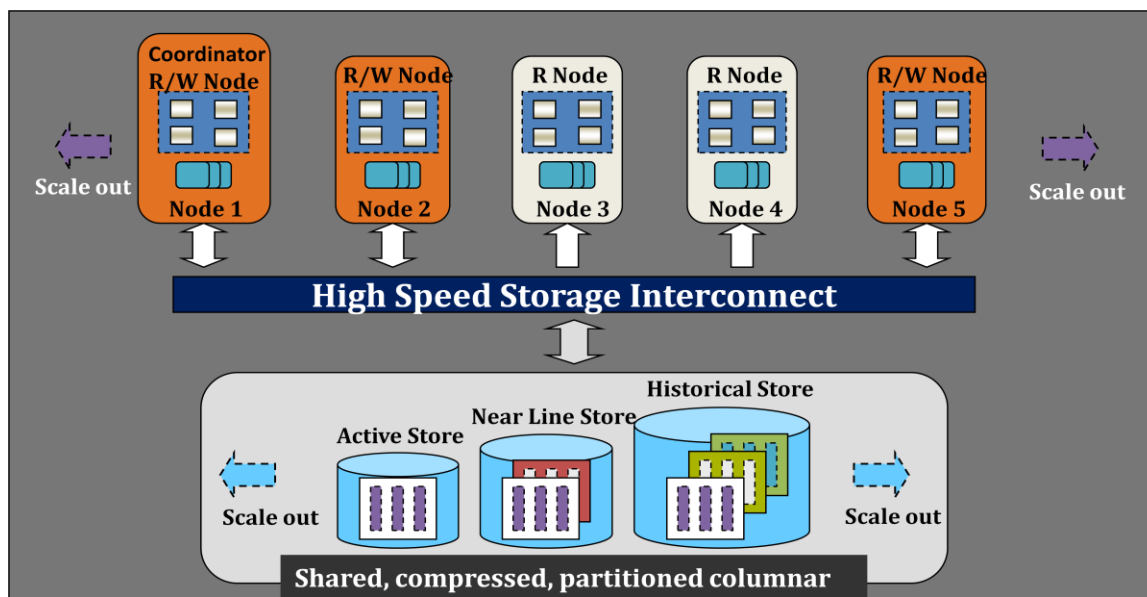 Coordinator
R/W Node
R/W Node
R Node
R Node
R/W Node
Scale out
Node 1
Node 2
Node 3
Node 4
Node 5
Scale out
High Speed Storage Interconnect
Historical Store
Near Line Store
Active Store
Scale out
Scale out
Shared, compressed, partitioned columnar